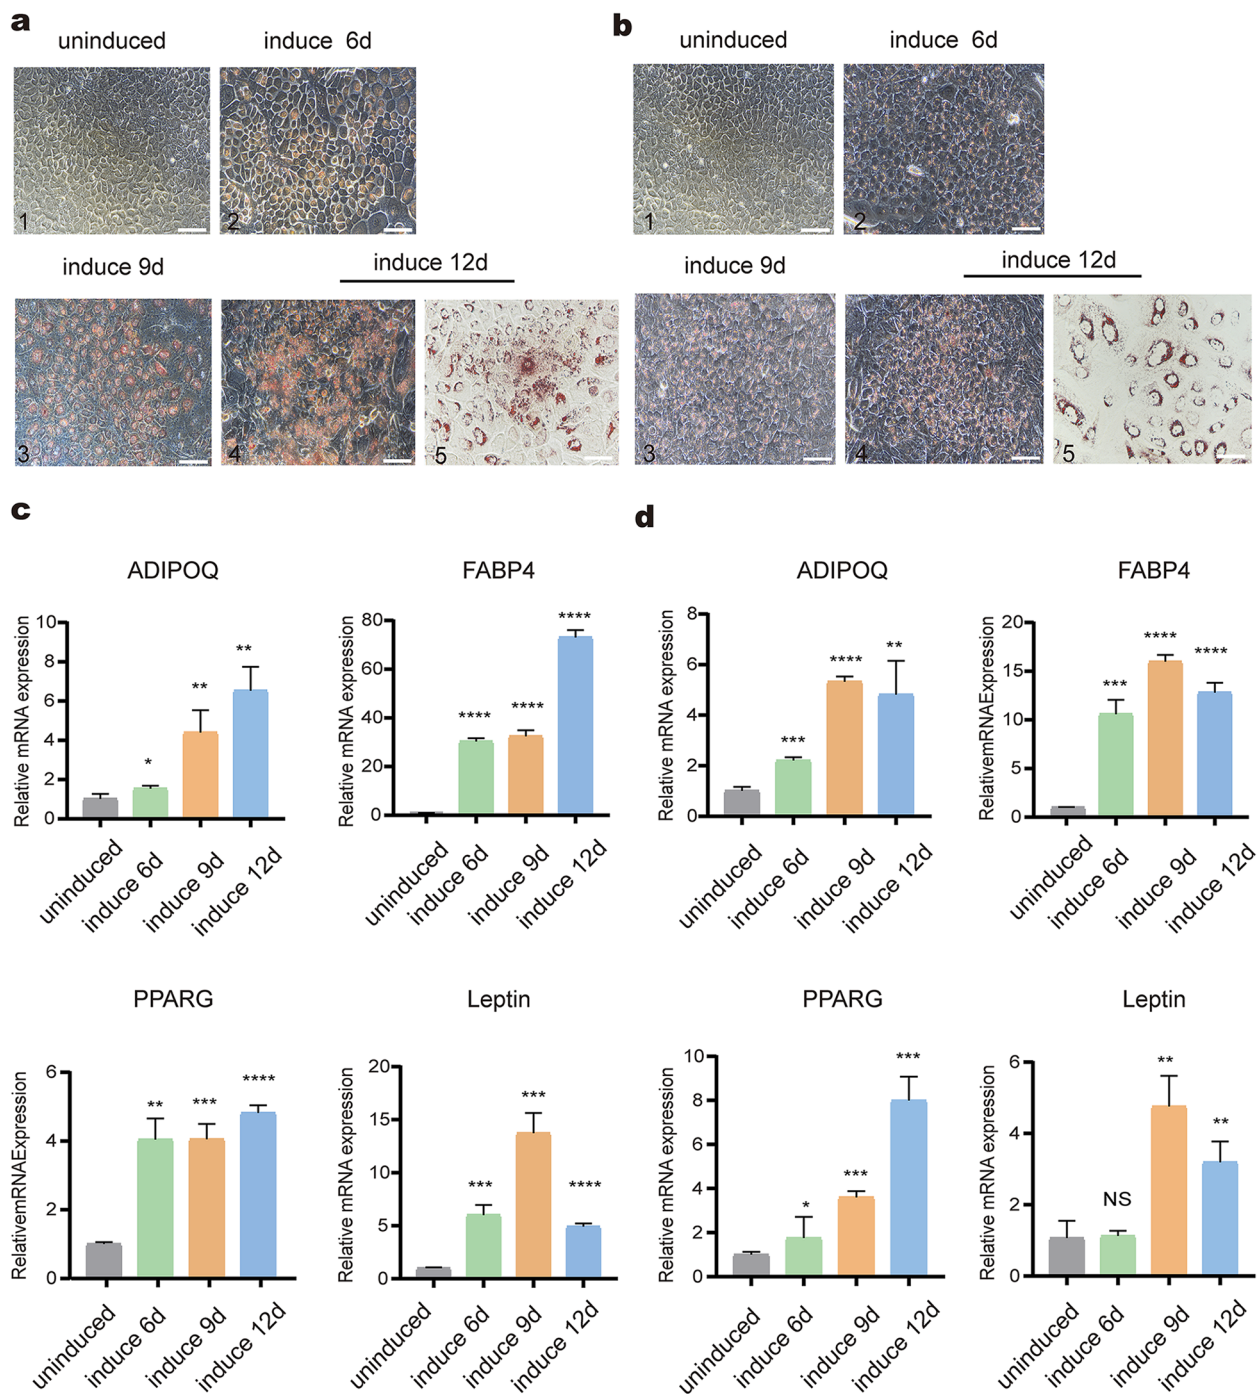 a
uninduced
induce 6d
1
2
induce 9d
induce 12d
3
4
5
b
uninduced
induce 6d
1
2
induce 9d
induce 12d
3
4
5
c
ADIPOQ
Relative mRNA expression
10
8
6
4
2
0
*
**
**
uninduced
induce 6d
induce 9d
induce 12d
FABP4
Relative mRNA expression
80
60
40
20
0
****
****
****
uninduced
induce 6d
induce 9d
induce 12d
PPARG
RelativemRNAExpression
6
4
2
0
**
***
****
uninduced
induce 6d
induce 9d
induce 12d
Leptin
Relative mRNA expression
20
15
10
5
0
***
***
****
uninduced
induce 6d
induce 9d
induce 12d
d
ADIPOQ
Relative mRNA expression
8
6
4
2
0
***
****
**
uninduced
induce 6d
induce 9d
induce 12d
FABP4
RelativemRNAExpression
20
15
10
5
0
***
****
****
uninduced
induce 6d
induce 9d
induce 12d
PPARG
Relative mRNA expression
10
8
6
4
2
0
*
***
***
uninduced
induce 6d
induce 9d
induce 12d
Leptin
Relative mRNA expression
6
4
2
0
NS
**
**
uninduced
induce 6d
induce 9d
induce 12d